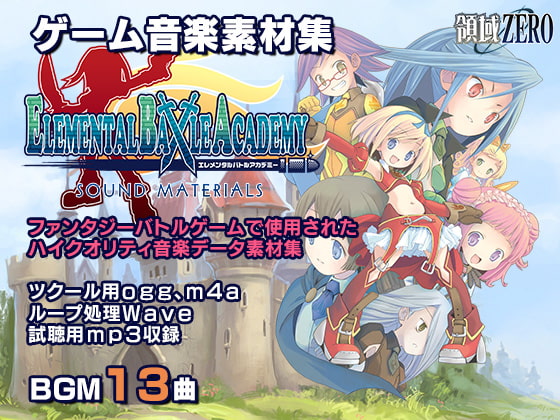 ゲーム音楽素材集
領域ZERO
ELEMENTAL BATTLE ACADEMY
エレメンタルバトルアカデミー
SOUND MATERIALS
ファンタジーバトルゲームで使用された
ハイクオリティ音楽データ素材集
ツクール用ogg、m4a
ループ処理Wave
試聴用mp3収録
BGM13曲